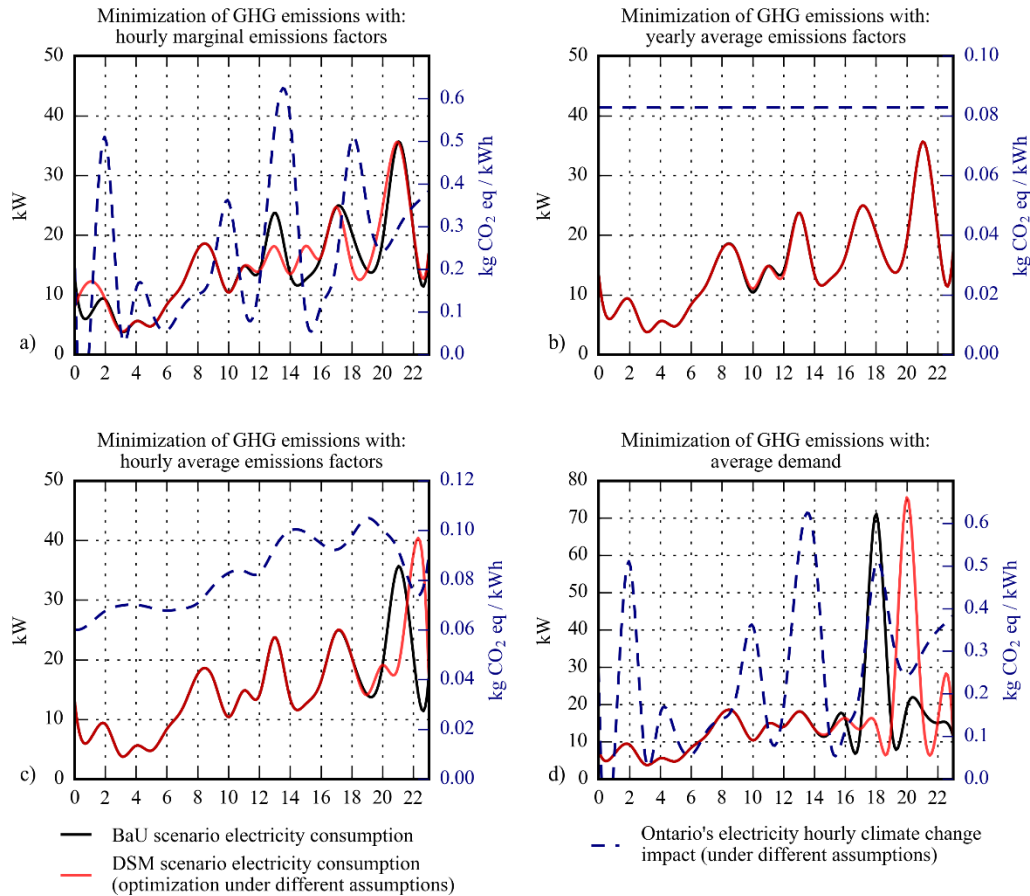 Minimization of GHG emissions with:
hourly marginal emissions factors
50
40
30
20
10
0
kW
a)
0 2 4 6 8 10 12 14 16 18 20 22
0.6
0.5
0.4
0.3
0.2
0.1
0.0
kg CO₂ eq / kWh
Minimization of GHG emissions with:
yearly average emissions factors
50
40
30
20
10
0
kW
b)
0 2 4 6 8 10 12 14 16 18 20 22
0.10
0.08
0.06
0.04
0.02
0.00
kg CO₂ eq / kWh
Minimization of GHG emissions with:
hourly average emissions factors
50
40
30
20
10
0
kW
c)
0 2 4 6 8 10 12 14 16 18 20 22
0.12
0.10
0.08
0.06
0.04
0.02
0.00
kg CO₂ eq / kWh
Minimization of GHG emissions with:
average demand
80
70
60
50
40
30
20
10
0
kW
d)
0 2 4 6 8 10 12 14 16 18 20 22
0.6
0.5
0.4
0.3
0.2
0.1
0.0
kg CO₂ eq / kWh
BaU scenario electricity consumption
DSM scenario electricity consumption
(optimization under different assumptions)
Ontario's electricity hourly climate change
impact (under different assumptions)